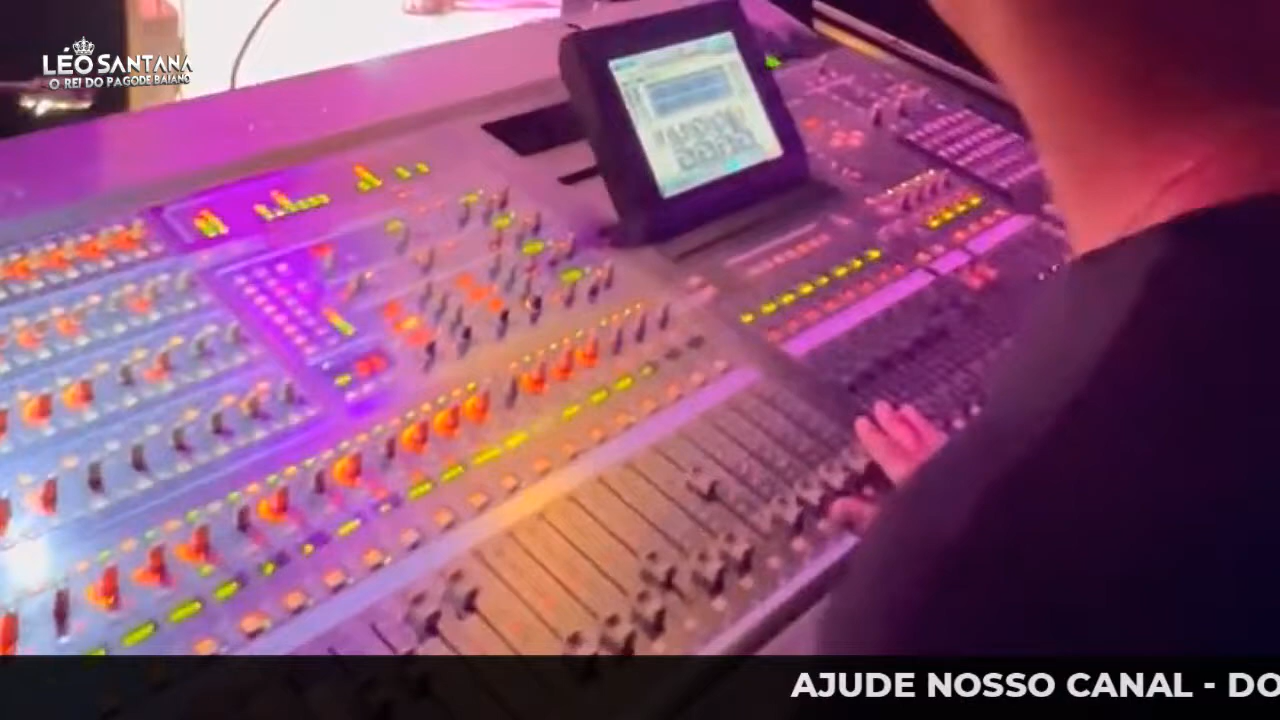 LÉO SANTANA
O REI DO PAGODE BAIANO
AJUDE NOSSO CANAL - DO